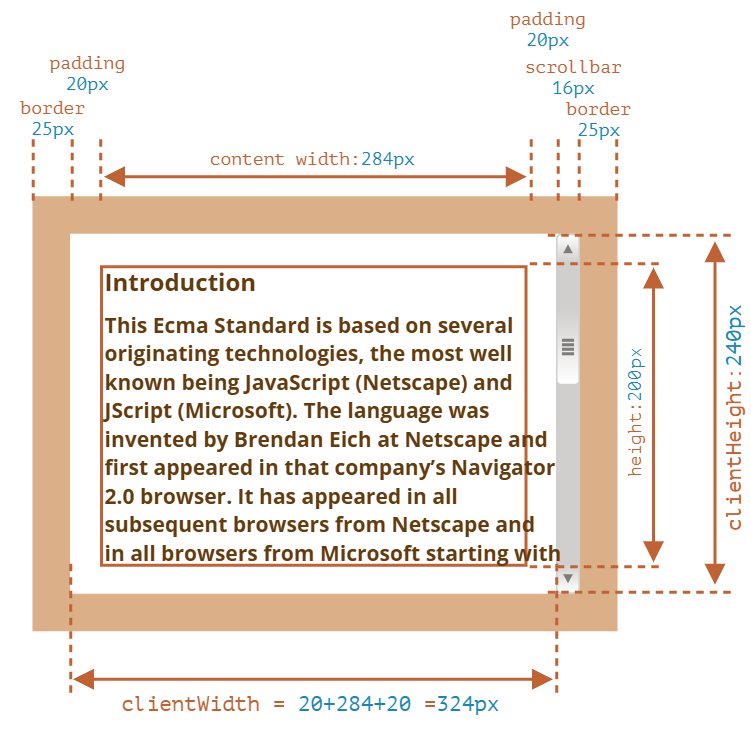 padding
20px
padding
20px
scrollbar
16px
border
25px
border
25px
content width:284px
Introduction
This Ecma Standard is based on several
originating technologies, the most well
known being JavaScript (Netscape) and
JScript (Microsoft). The language was
invented by Brendan Eich at Netscape and
first appeared in that company’s Navigator
2.0 browser. It has appeared in all
subsequent browsers from Netscape and
in all browsers from Microsoft starting with
height:200px
clientHeight:240px
clientWidth = 20+284+20 =324px